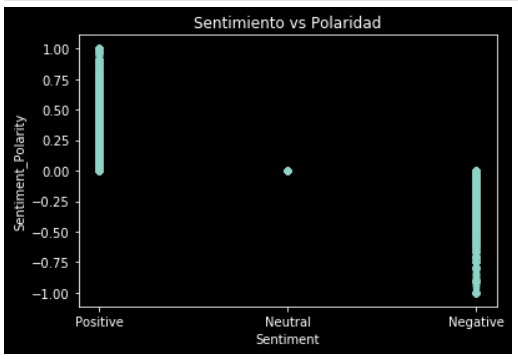 Sentimiento vs Polaridad
1.00
0.75
0.50
0.25
0.00
−0.25
−0.50
−0.75
−1.00
Sentiment_Polarity
Positive Neutral Negative
Sentiment